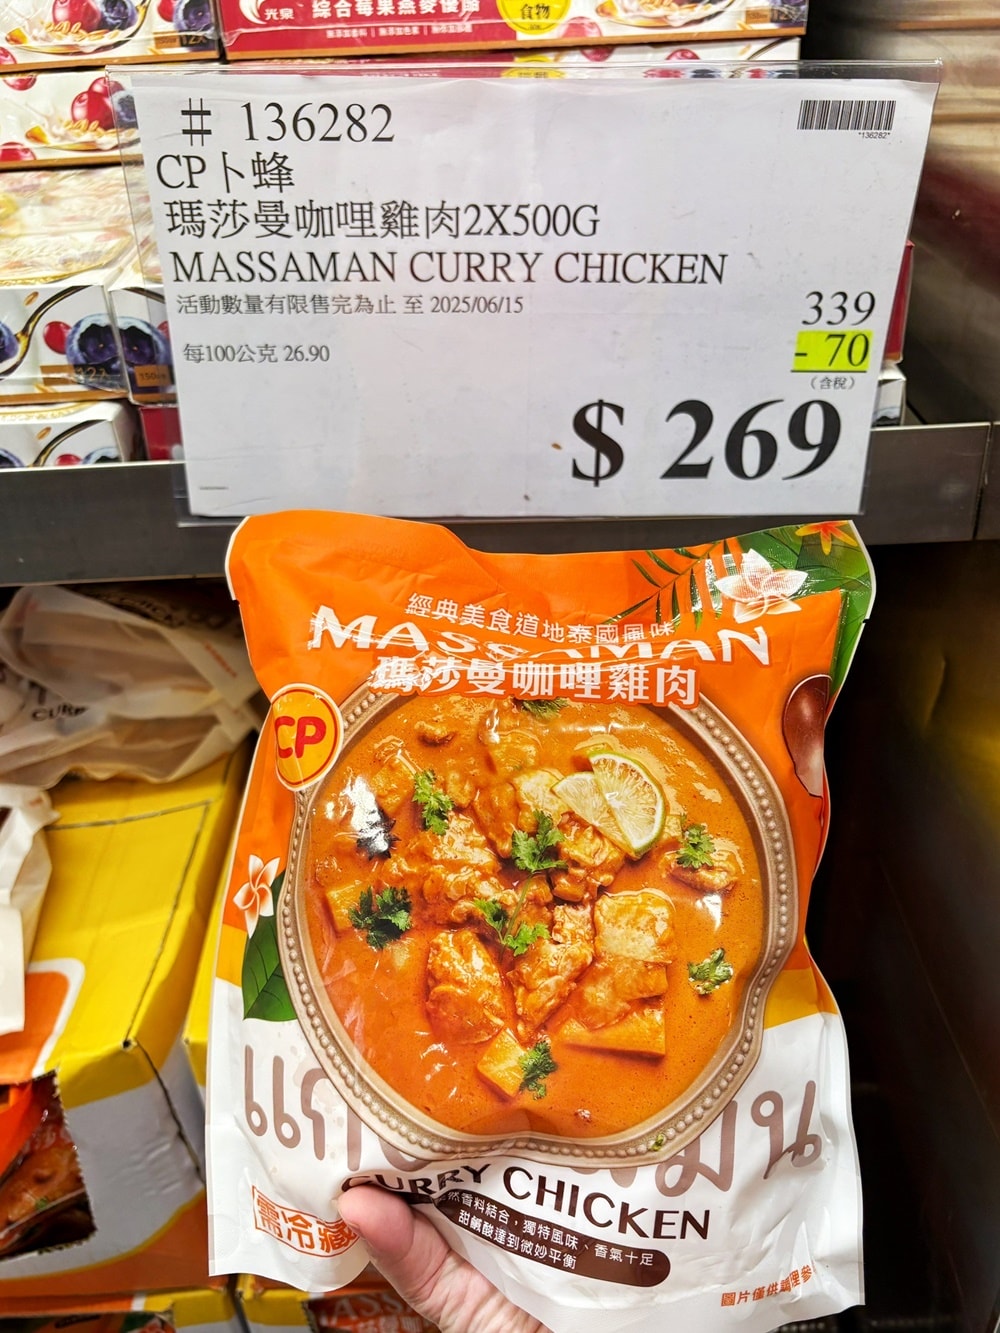 光泉 綜合莓果燕麥優酪
食物
# 136282
*136282*
CP卜蜂
瑪莎曼咖哩雞肉2X500G
MASSAMAN CURRY CHICKEN
活動數量有限售完為止 至 2025/06/15
339
- 70
每100公克 26.90
(含稅)
$ 269
經典美食道地泰國風味
MASSAMAN
瑪莎曼咖哩雞肉
CP
CURRY CHICKEN
然香料結合，獨特風味、香氣十足
甜鹹酸達到微妙平衡
需冷藏
圖片僅供調理參